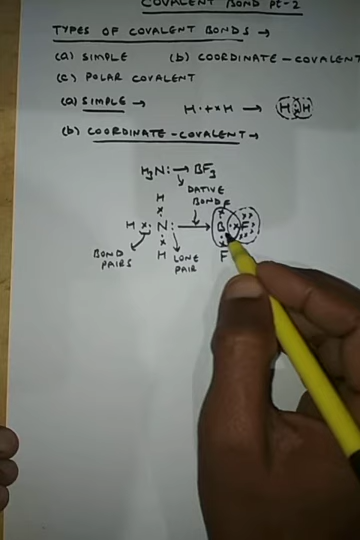 COVALENT BOND PT-2
TYPES OF COVALENT BONDS →
(a) SIMPLE (b) COORDINATE-COVALENT
(c) POLAR COVALENT
(a) SIMPLE → H·+×H → H ×· H
(b) COORDINATE-COVALENT →
H₃N: → BF₃
DATIVE
BOND
H
H ×· N : → B ·× F
BOND
PAIRS
H
LONE
PAIR
F